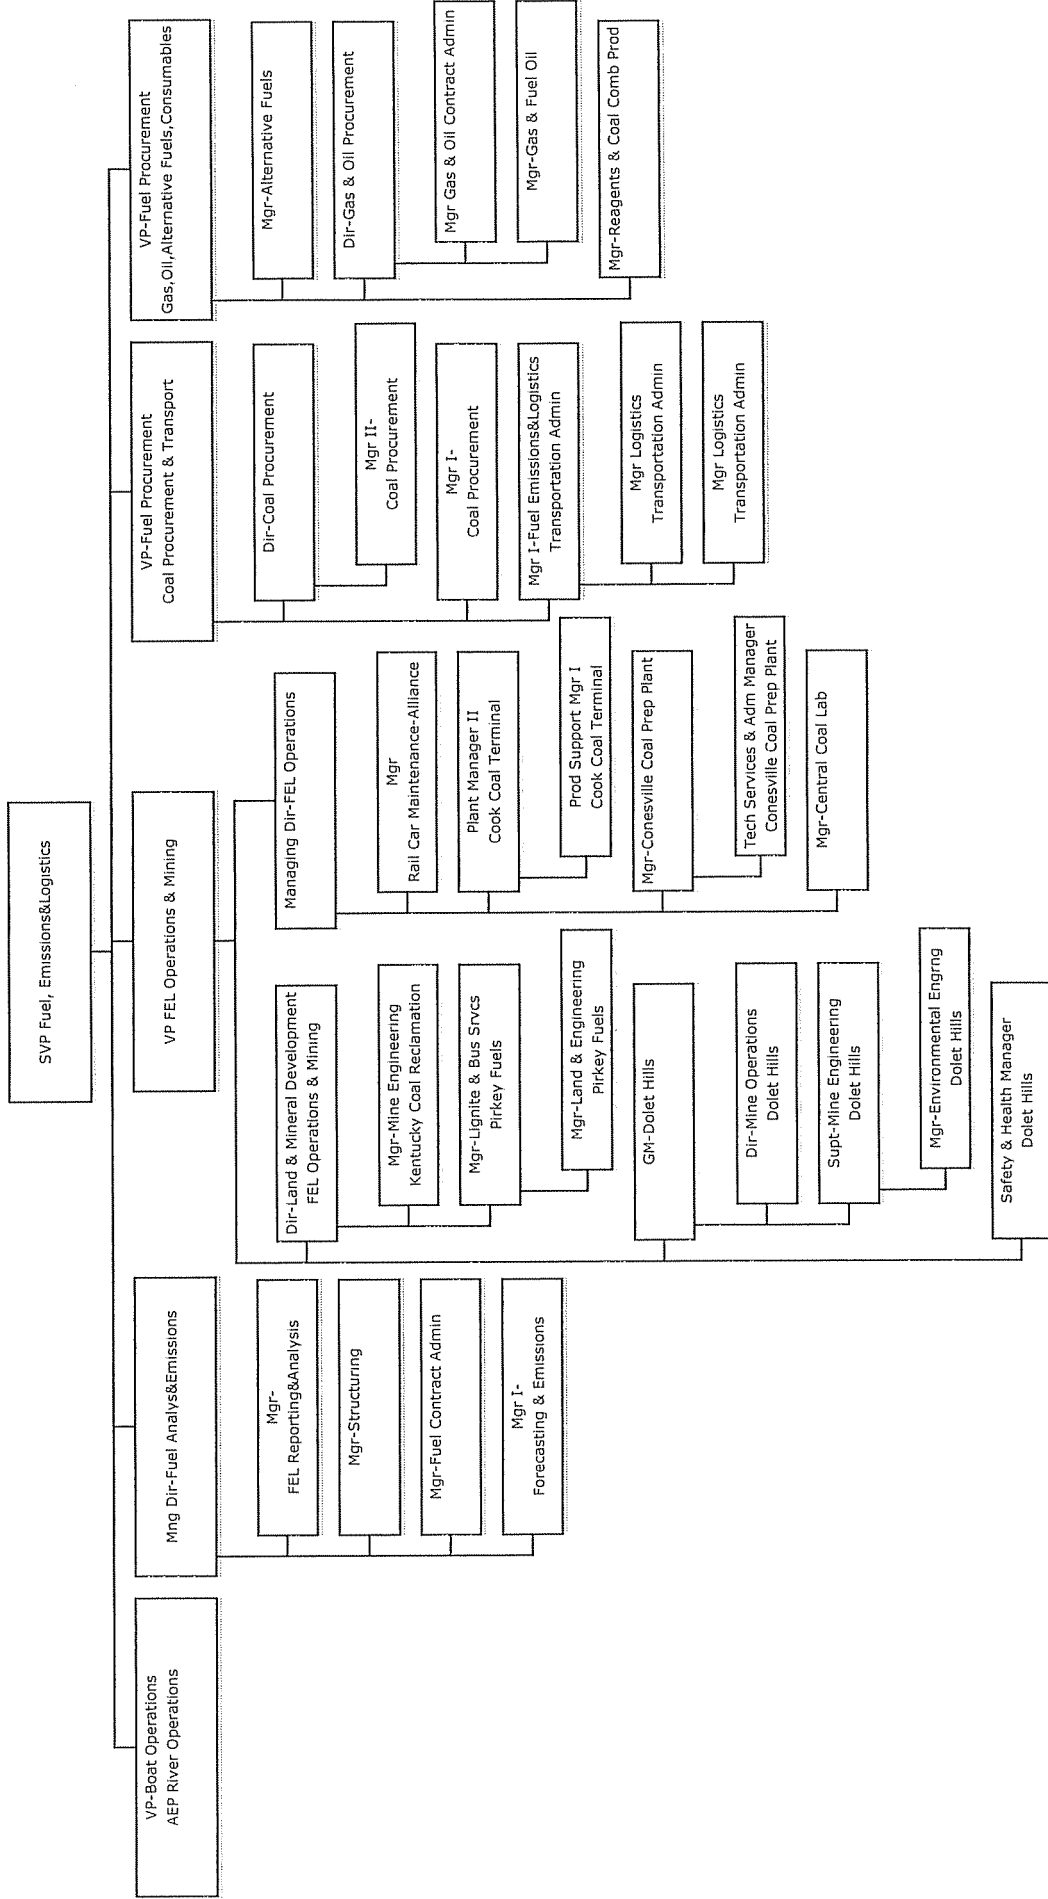 SVP Fuel, Emissions&Logistics
VP-Boat Operations
AEP River Operations
Mng Dir-Fuel Analys&Emissions
Mgr-
FEL Reporting&Analysis
Mgr-Structuring
Mgr-Fuel Contract Admin
Mgr I-
Forecasting & Emissions
VP FEL Operations & Mining
Dir-Land & Mineral Development
FEL Operations & Mining
Mgr-Mine Engineering
Kentucky Coal Reclamation
Mgr-Lignite & Bus Srvcs
Pirkey Fuels
Mgr-Land & Engineering
Pirkey Fuels
GM-Dolet Hills
Dir-Mine Operations
Dolet Hills
Supt-Mine Engineering
Dolet Hills
Mgr-Environmental Engrng
Dolet Hills
Safety & Health Manager
Dolet Hills
Managing Dir-FEL Operations
Mgr
Rail Car Maintenance-Alliance
Plant Manager II
Cook Coal Terminal
Prod Support Mgr I
Cook Coal Terminal
Mgr-Conesville Coal Prep Plant
Tech Services & Adm Manager
Conesville Coal Prep Plant
Mgr-Central Coal Lab
VP-Fuel Procurement
Coal Procurement & Transport
Dir-Coal Procurement
Mgr II-
Coal Procurement
Mgr I-
Coal Procurement
Mgr I-Fuel Emissions&Logistics
Transportation Admin
Mgr Logistics
Transportation Admin
Mgr Logistics
Transportation Admin
VP-Fuel Procurement
Gas,Oil,Alternative Fuels,Consumables
Mgr-Alternative Fuels
Dir-Gas & Oil Procurement
Mgr Gas & Oil Contract Admin
Mgr-Gas & Fuel Oil
Mgr-Reagents & Coal Comb Prod